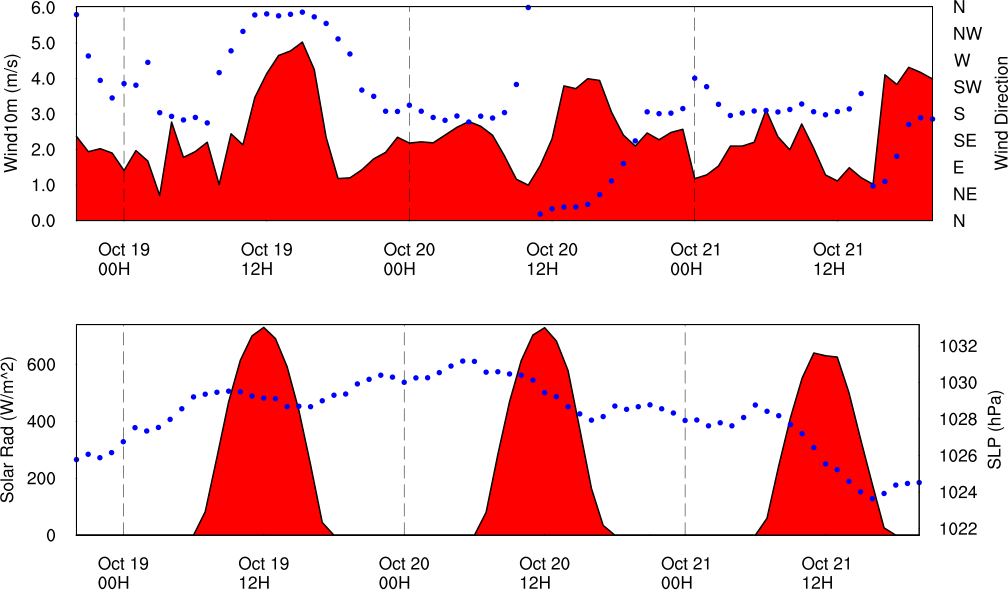 6.0
5.0
4.0
3.0
2.0
1.0
0.0
Wind10m (m/s)
N
NW
W
SW
S
SE
E
NE
N
Wind Direction
Oct 19
00H
Oct 19
12H
Oct 20
00H
Oct 20
12H
Oct 21
00H
Oct 21
12H
600
400
200
0
Solar Rad (W/m^2)
1032
1030
1028
1026
1024
1022
SLP (hPa)
Oct 19
00H
Oct 19
12H
Oct 20
00H
Oct 20
12H
Oct 21
00H
Oct 21
12H